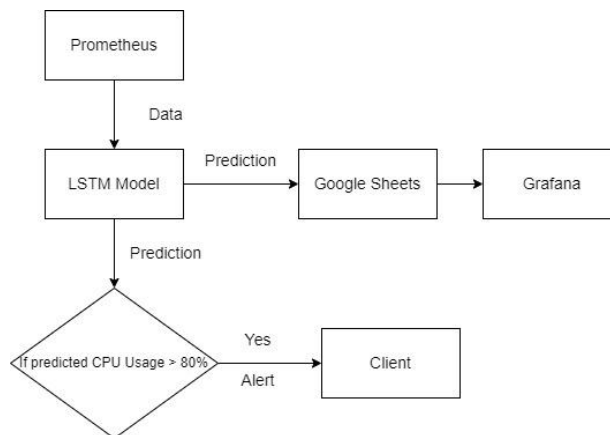 Prometheus
Data
Prediction
LSTM Model
Google Sheets
Grafana
Prediction
If predicted CPU Usage > 80%
Yes
Alert
Client